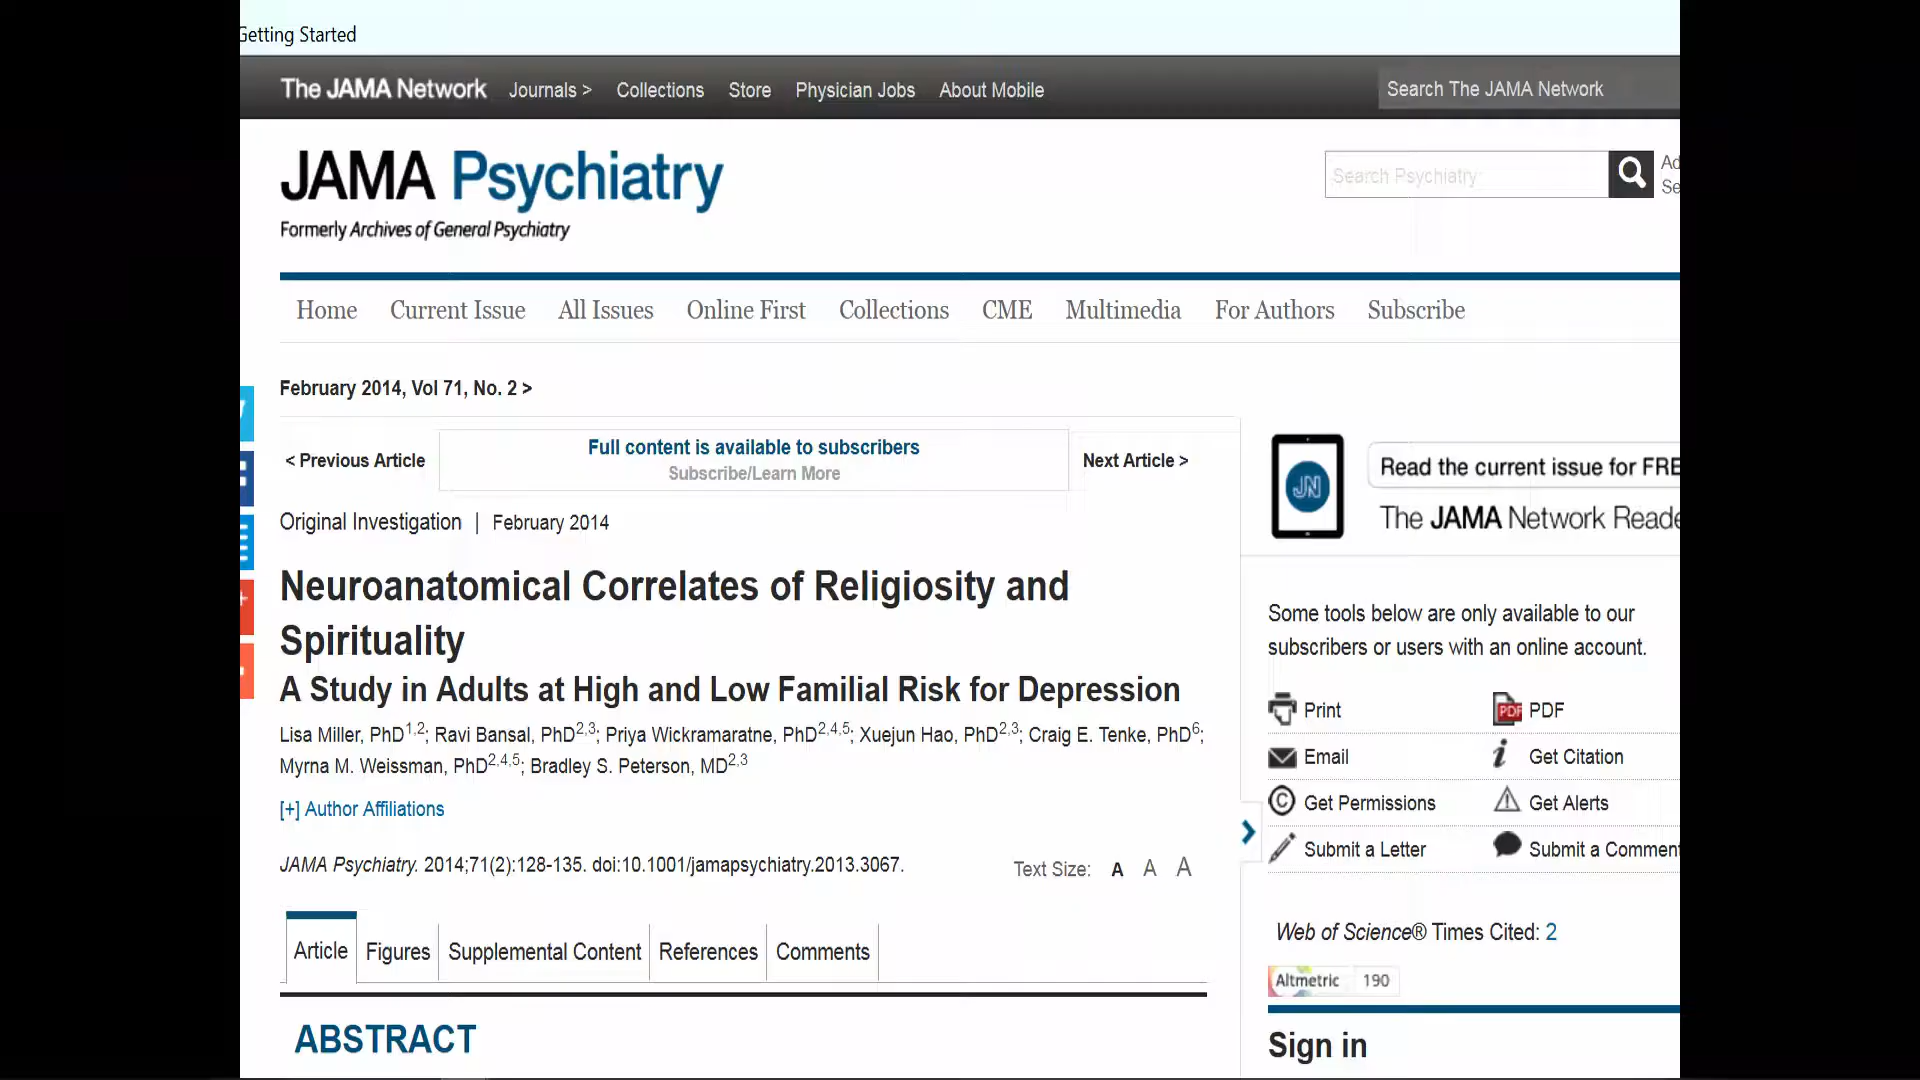 Getting Started
The JAMA Network Journals > Collections Store Physician Jobs About Mobile Search The JAMA Network
JAMA Psychiatry
Formerly Archives of General Psychiatry
Search Psychiatry
Home Current Issue All Issues Online First Collections CME Multimedia For Authors Subscribe
February 2014, Vol 71, No. 2 >
< Previous Article
Full content is available to subscribers
Subscribe/Learn More
Next Article >
Original Investigation | February 2014
Neuroanatomical Correlates of Religiosity and
Spirituality
A Study in Adults at High and Low Familial Risk for Depression
Lisa Miller, PhD1,2; Ravi Bansal, PhD2,3; Priya Wickramaratne, PhD2,4,5; Xuejun Hao, PhD2,3; Craig E. Tenke, PhD6;
Myrna M. Weissman, PhD2,4,5; Bradley S. Peterson, MD2,3
[+] Author Affiliations
JAMA Psychiatry. 2014;71(2):128-135. doi:10.1001/jamapsychiatry.2013.3067.
Text Size: A A A
Article Figures Supplemental Content References Comments
ABSTRACT
JN
Read the current issue for FRE
The JAMA Network Reade
Some tools below are only available to our
subscribers or users with an online account.
Print PDF PDF
Email Get Citation
Get Permissions Get Alerts
Submit a Letter Submit a Comment
Web of Science® Times Cited: 2
Altmetric 190
Sign in